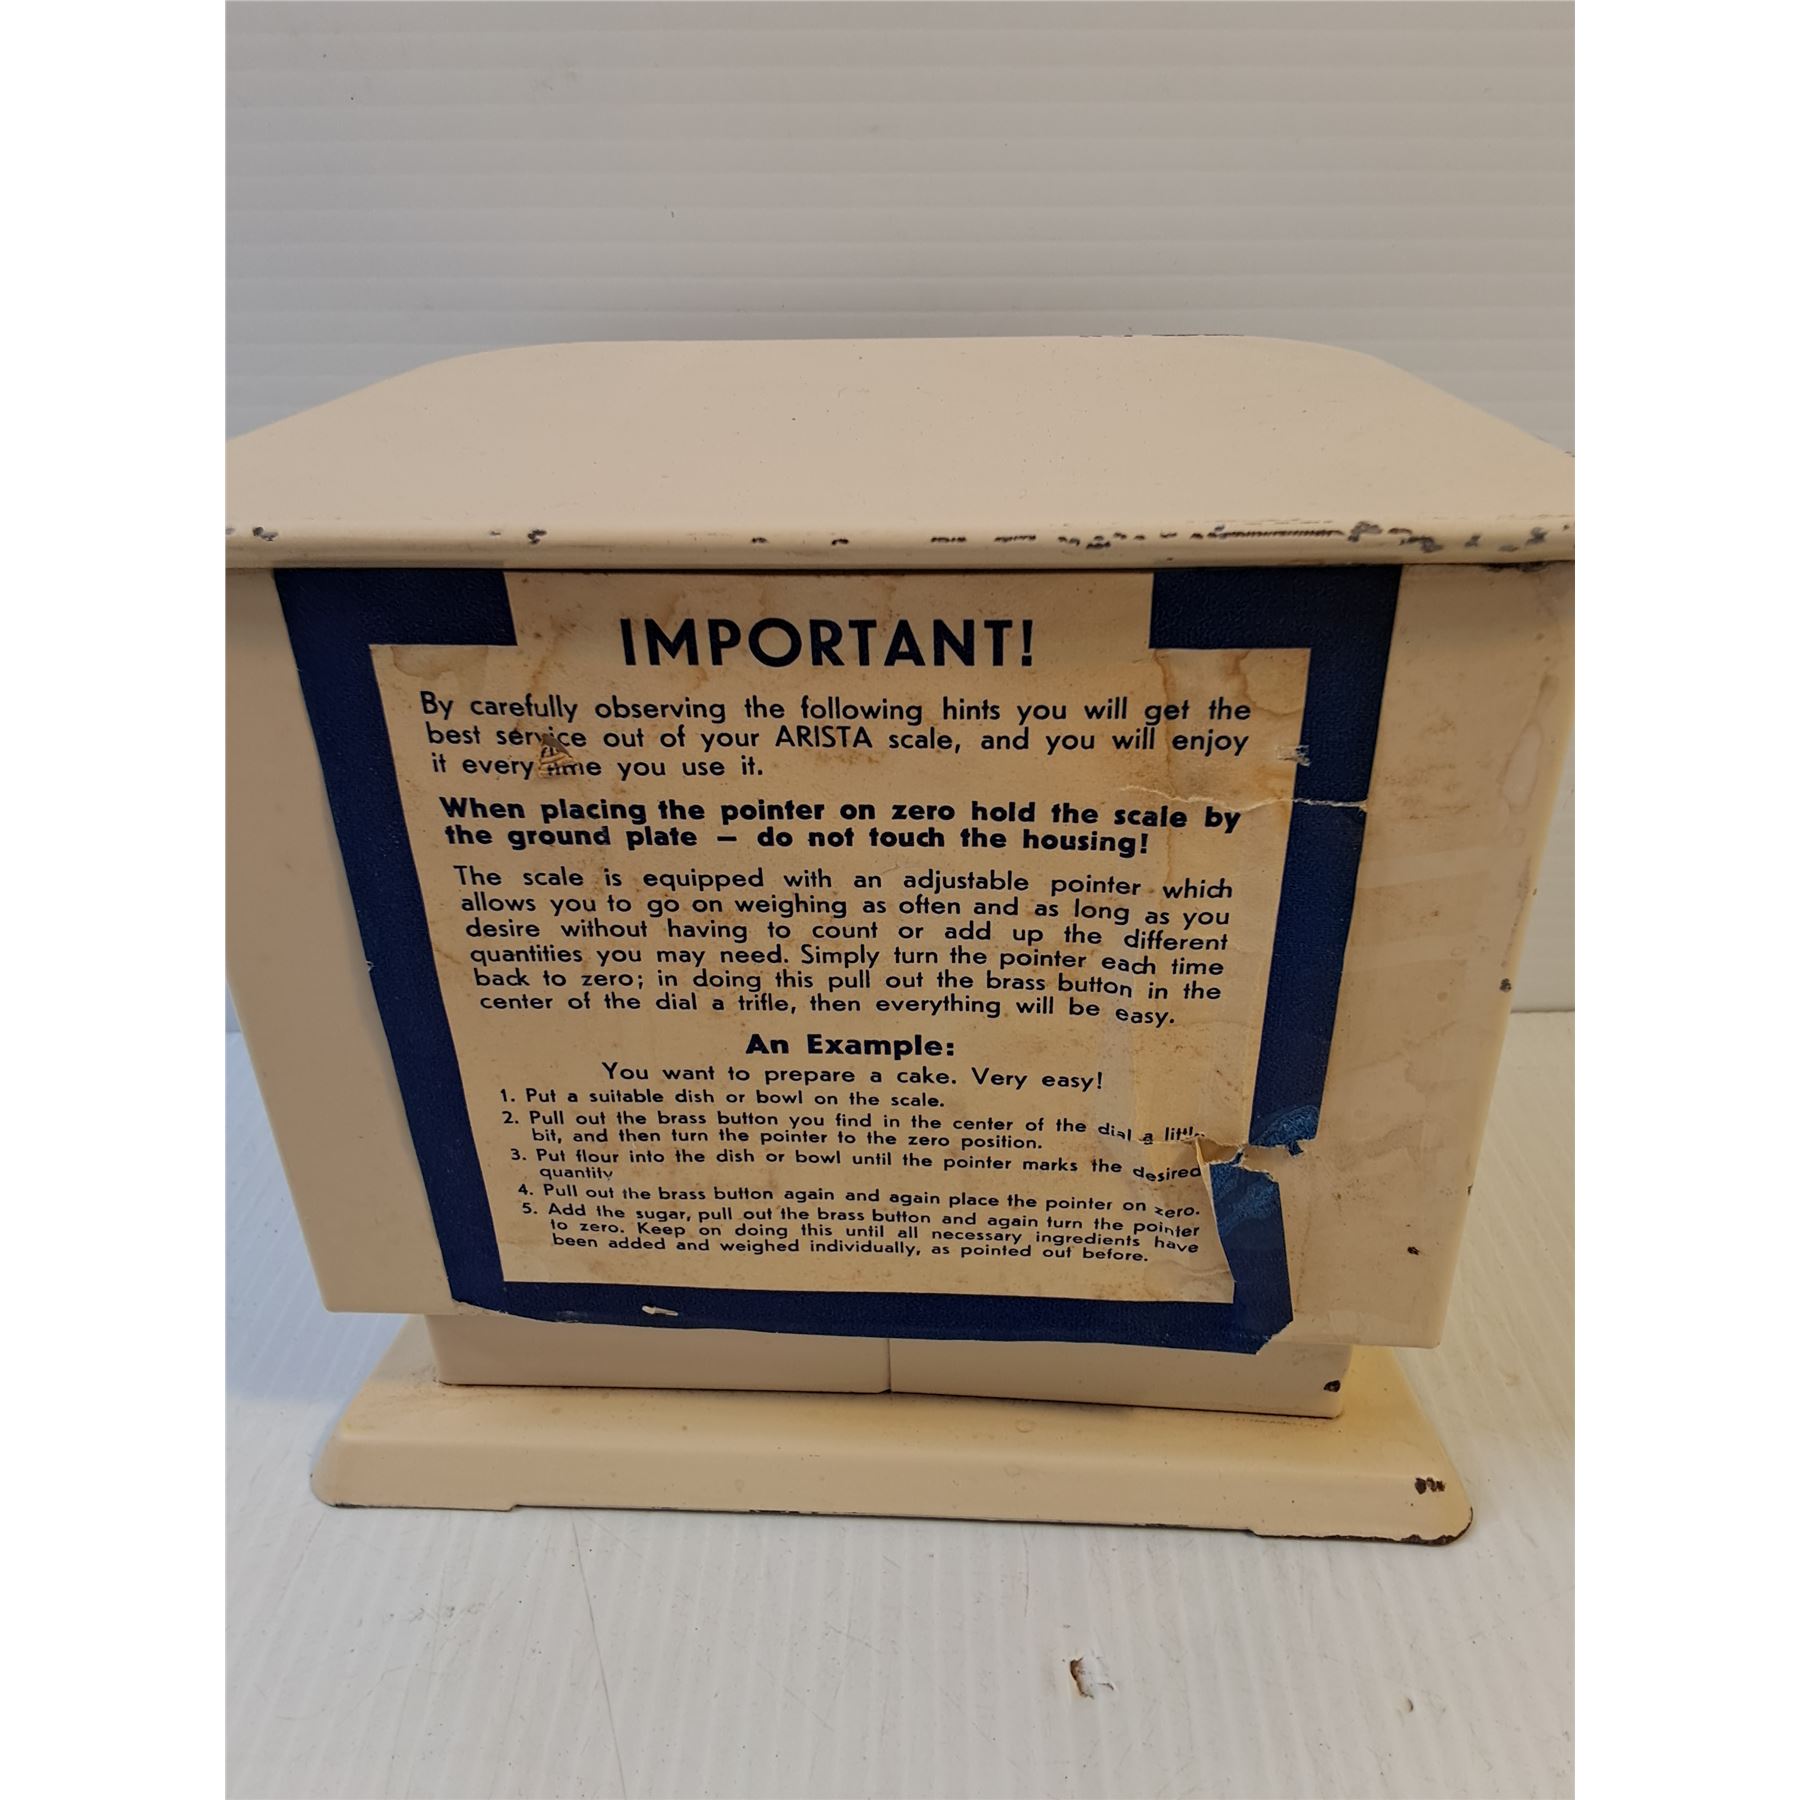 IMPORTANT!
By carefully observing the following hints you will get the
best service out of your ARISTA scale, and you will enjoy
it every time you use it.
When placing the pointer on zero hold the scale by
the ground plate – do not touch the housing!
The scale is equipped with an adjustable pointer which
allows you to go on weighing as often and as long as you
desire without having to count or add up the different
quantities you may need. Simply turn the pointer each time
back to zero; in doing this pull out the brass button in the
center of the dial a trifle, then everything will be easy.
An Example:
You want to prepare a cake. Very easy!
1. Put a suitable dish or bowl on the scale.
2. Pull out the brass button you find in the center of the dial a little
bit, and then turn the pointer to the zero position.
3. Put flour into the dish or bowl until the pointer marks the desired
quantity
4. Pull out the brass button again and again place the pointer on zero.
5. Add the sugar, pull out the brass button and again turn the pointer
to zero. Keep on doing this until all necessary ingredients have
been added and weighed individually, as pointed out before.